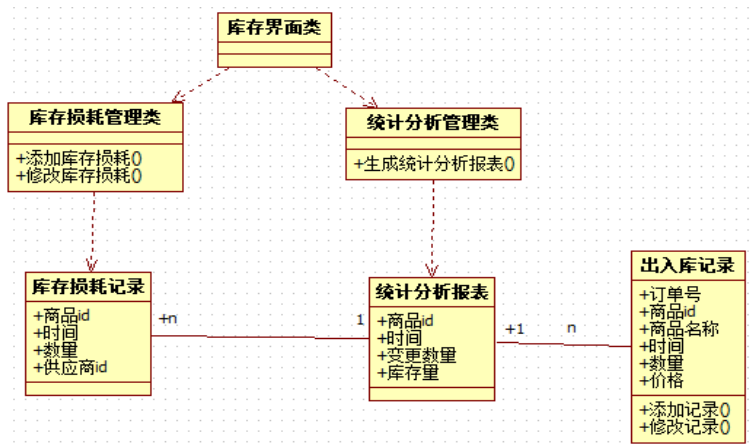 库存界面类
库存损耗管理类
+添加库存损耗()
+修改库存损耗()
统计分析管理类
+生成统计分析报表()
库存损耗记录
+商品id
+时间
+数量
+供应商id
+n
1
统计分析报表
+商品id
+时间
+变更数量
+库存量
+1
n
出入库记录
+订单号
+商品id
+商品名称
+时间
+数量
+价格
+添加记录()
+修改记录()